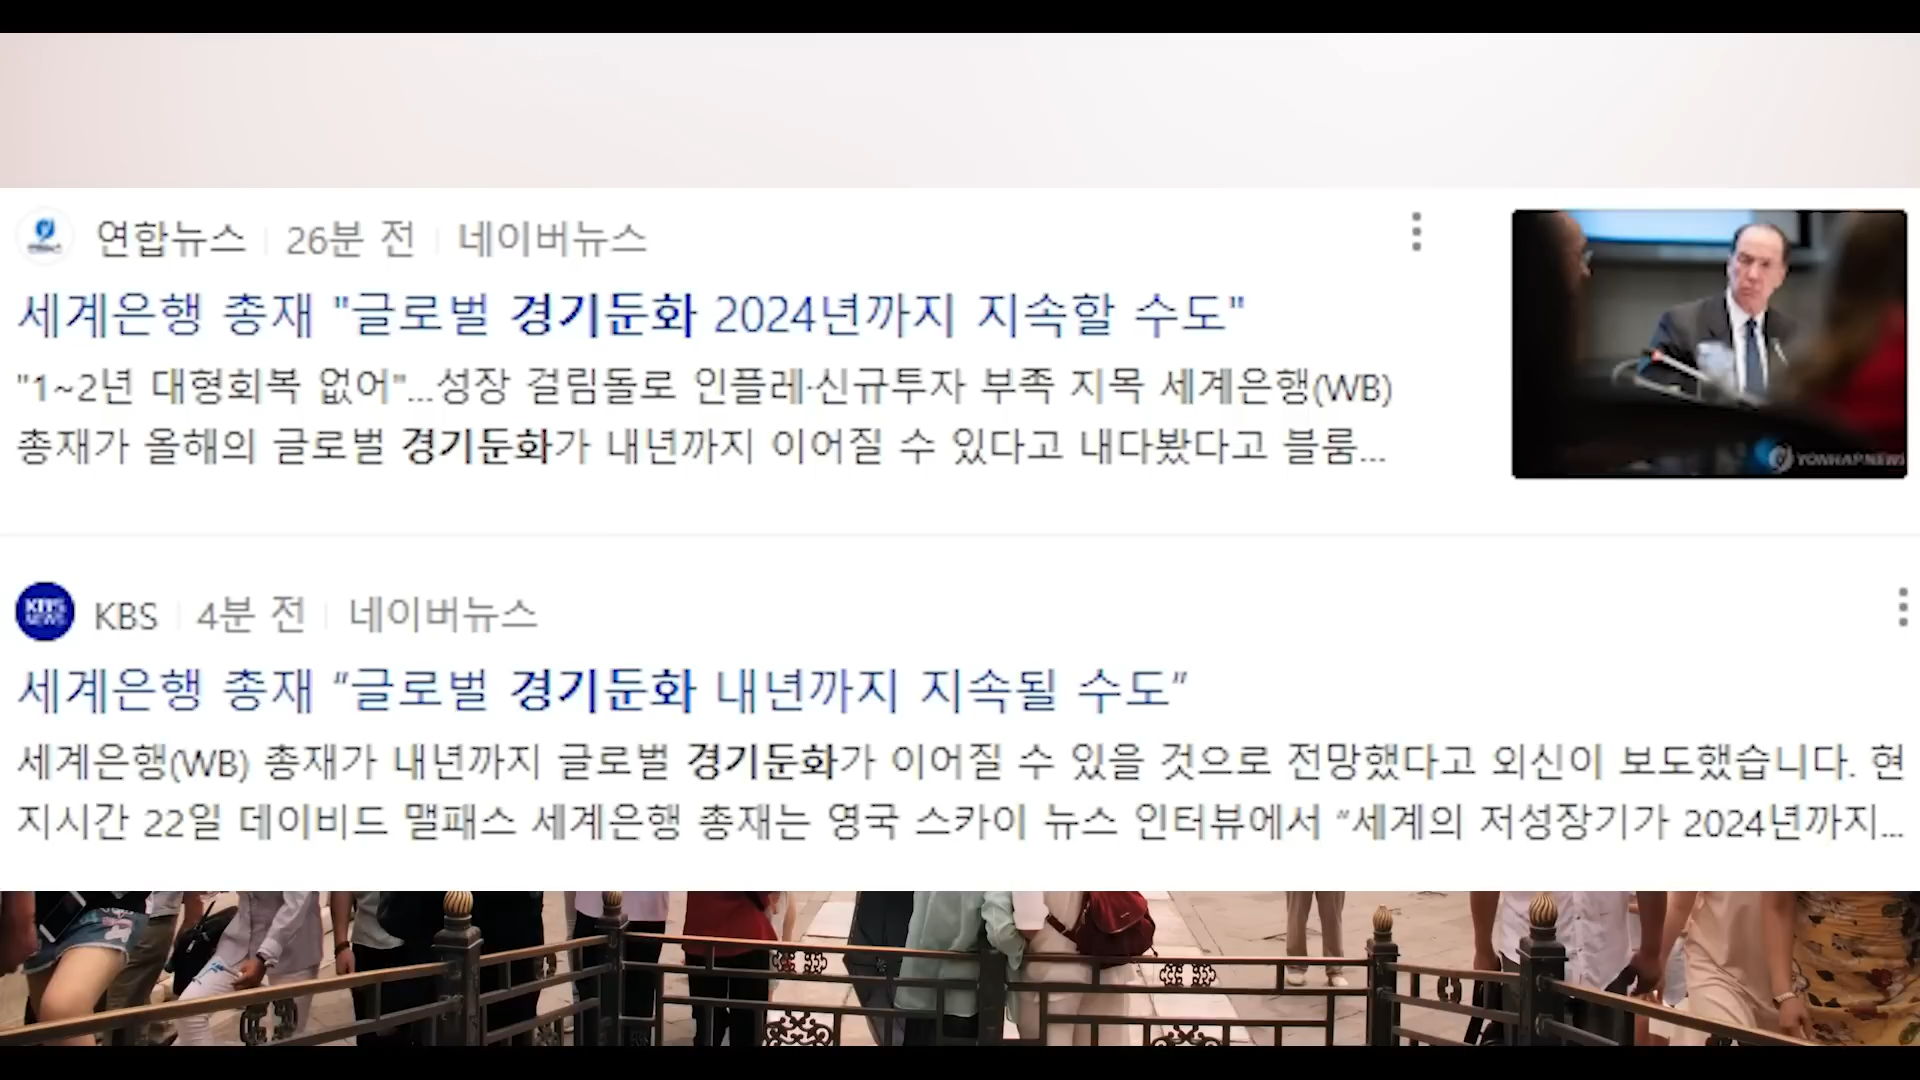 연합뉴스 26분 전 네이버뉴스
세계은행 총재 "글로벌 경기둔화 2024년까지 지속할 수도"
"1~2년 대형회복 없어"...성장 걸림돌로 인플레·신규투자 부족 지목 세계은행(WB)
총재가 올해의 글로벌 경기둔화가 내년까지 이어질 수 있다고 내다봤다고 블룸...
YONHAPNEWS
KBS NEWS
KBS 4분 전 네이버뉴스
세계은행 총재 “글로벌 경기둔화 내년까지 지속될 수도”
세계은행(WB) 총재가 내년까지 글로벌 경기둔화가 이어질 수 있을 것으로 전망했다고 외신이 보도했습니다. 현
지시간 22일 데이비드 맬패스 세계은행 총재는 영국 스카이 뉴스 인터뷰에서 “세계의 저성장기가 2024년까지...